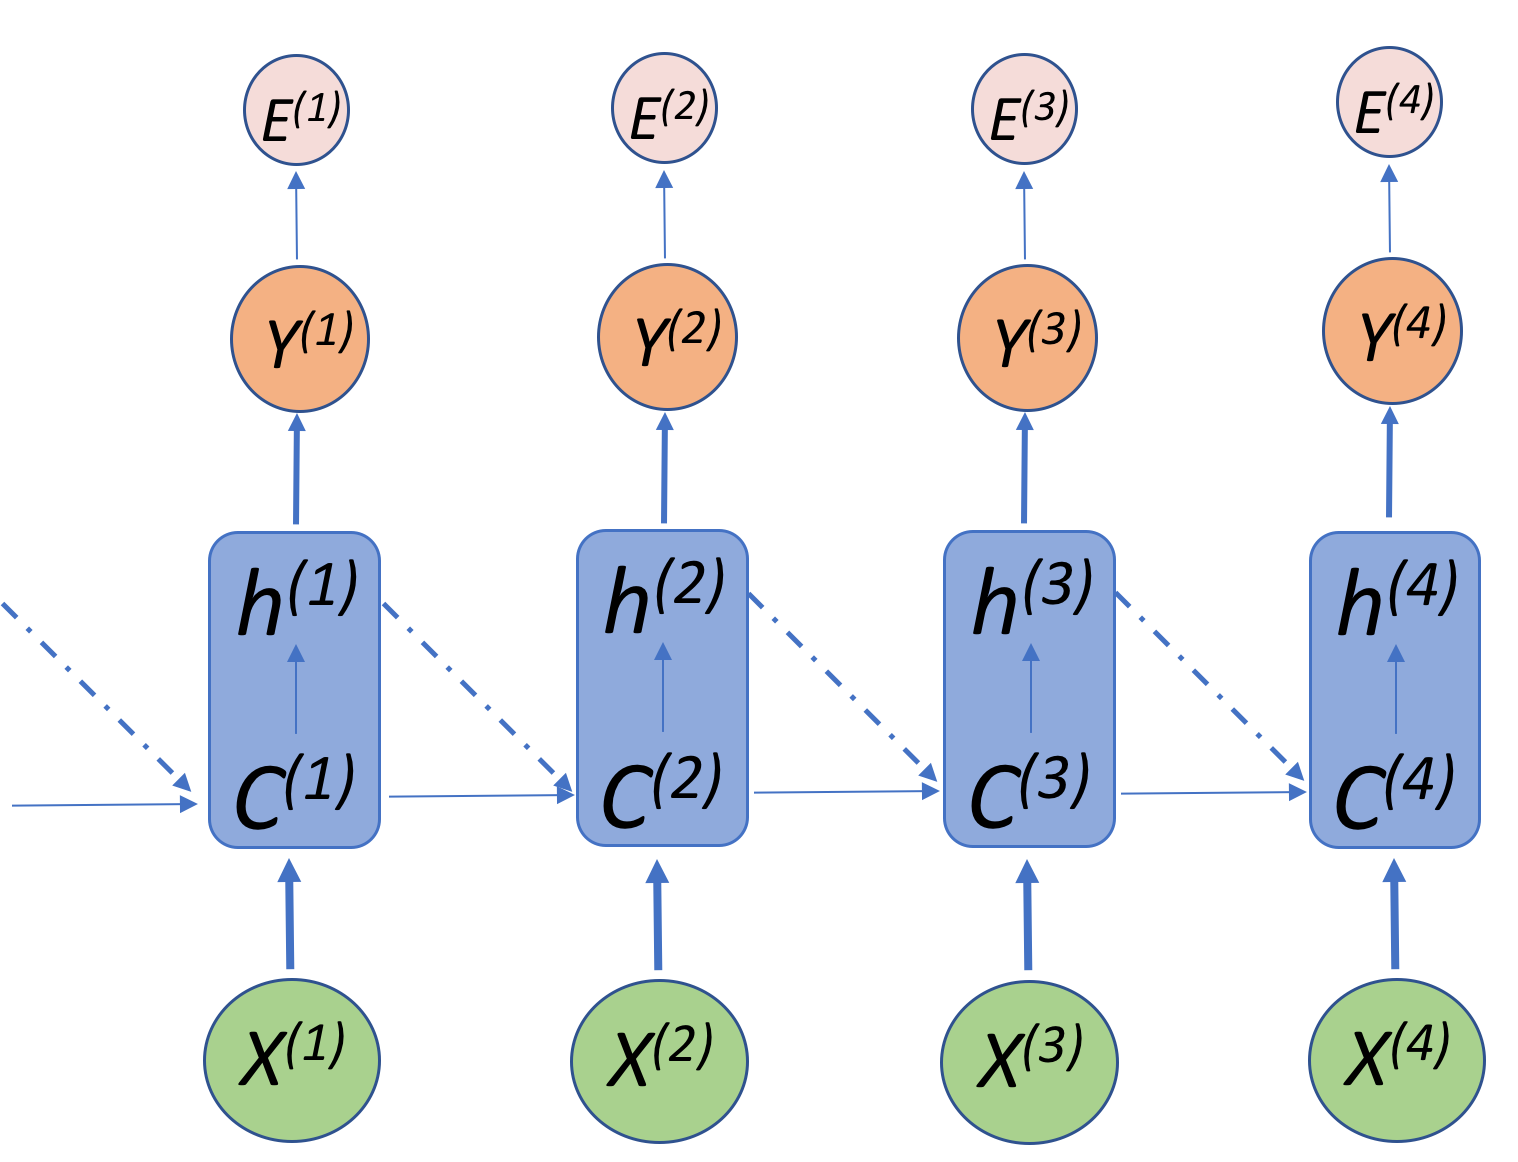 E(1) E(2) E(3) E(4)
Y(1) Y(2) Y(3) Y(4)
h(1) h(2) h(3) h(4)
C(1) C(2) C(3) C(4)
X(1) X(2) X(3) X(4)